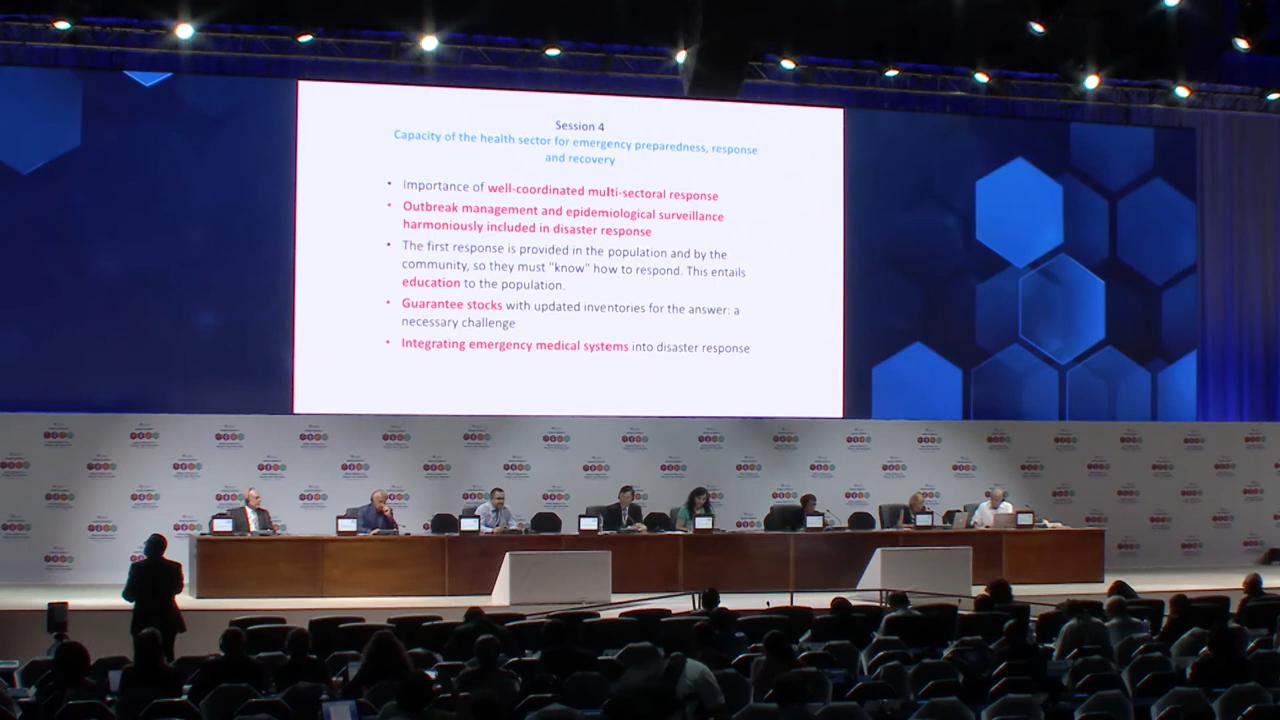 Session 4
Capacity of the health sector for emergency preparedness, response
and recovery
• Importance of well-coordinated multi-sectoral response
• Outbreak management and epidemiological surveillance
harmoniously included in disaster response
• The first response is provided in the population and by the
community, so they must "know" how to respond. This entails
education to the population.
• Guarantee stocks with updated inventories for the answer: a
necessary challenge
• Integrating emergency medical systems into disaster response